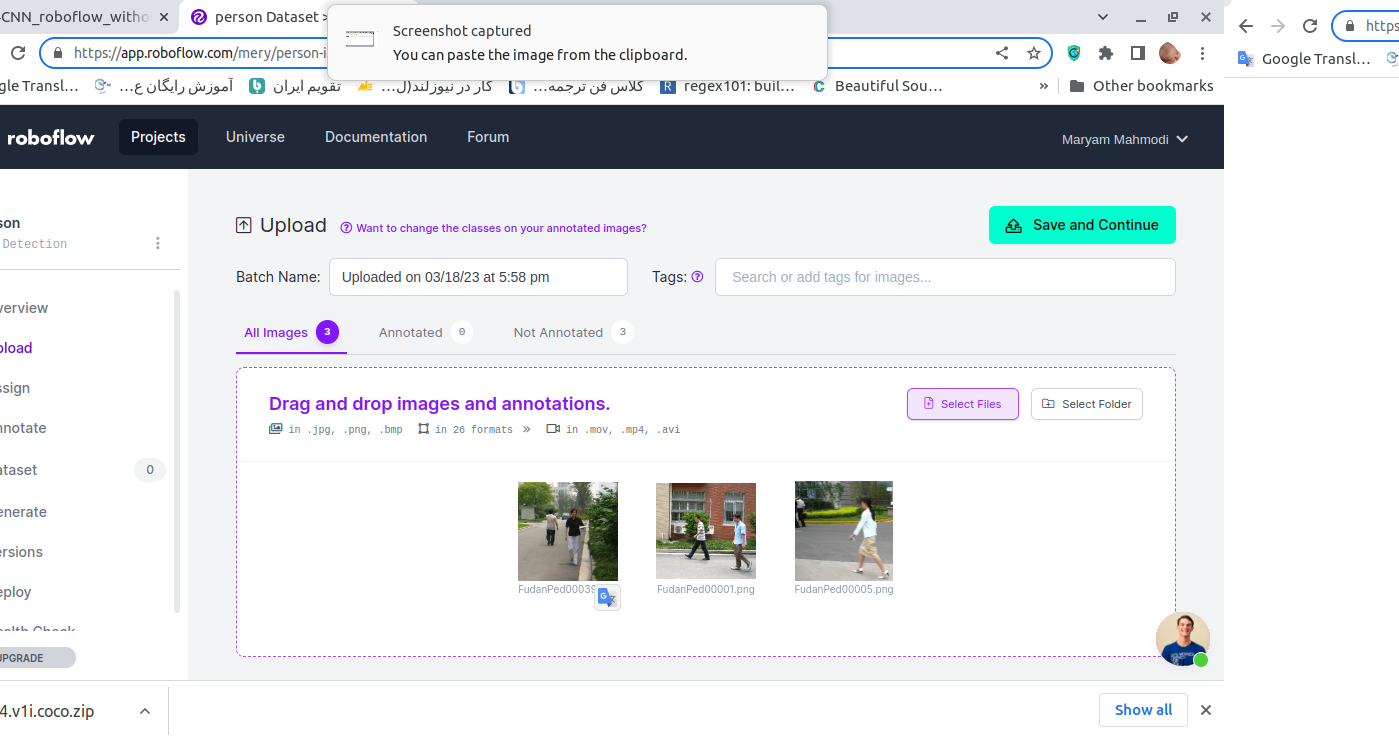 -CNN_roboflow_witho
person Dataset >
Screenshot captured
You can paste the image from the clipboard.
https://app.roboflow.com/mery/person-i
https
gle Transl…
آموزش رایگان ع…
تقویم ایران
کار در نیوزلند(ل…
کلاس فن ترجمه…
regex101: buil…
Beautiful Sou…
»
Other bookmarks
Google Transl…
roboflow
Projects
Universe
Documentation
Forum
Maryam Mahmodi
son
Detection
Upload
Want to change the classes on your annotated images?
Save and Continue
Batch Name:
Uploaded on 03/18/23 at 5:58 pm
Tags:
Search or add tags for images...
verview
pload
ssign
nnotate
ataset
0
enerate
ersions
eploy
alth Check
UPGRADE
All Images
3
Annotated
0
Not Annotated
3
Drag and drop images and annotations.
in .jpg, .png, .bmp
in 26 formats »
in .mov, .mp4, .avi
Select Files
Select Folder
FudanPed00039
FudanPed00001.png
FudanPed00005.png
4.v1i.coco.zip
Show all